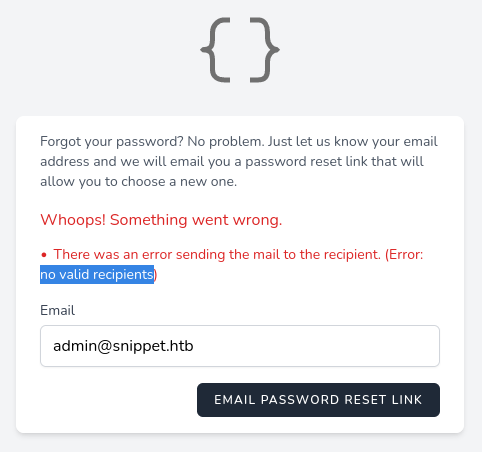 { }
Forgot your password? No problem. Just let us know your email
address and we will email you a password reset link that will
allow you to choose a new one.
Whoops! Something went wrong.
• There was an error sending the mail to the recipient. (Error:
no valid recipients)
Email
admin@snippet.htb
EMAIL PASSWORD RESET LINK